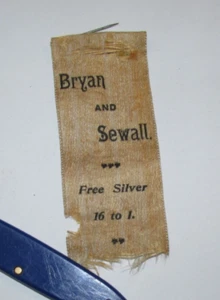 Bryan
AND
Sewall.
Free Silver
16 to 1.